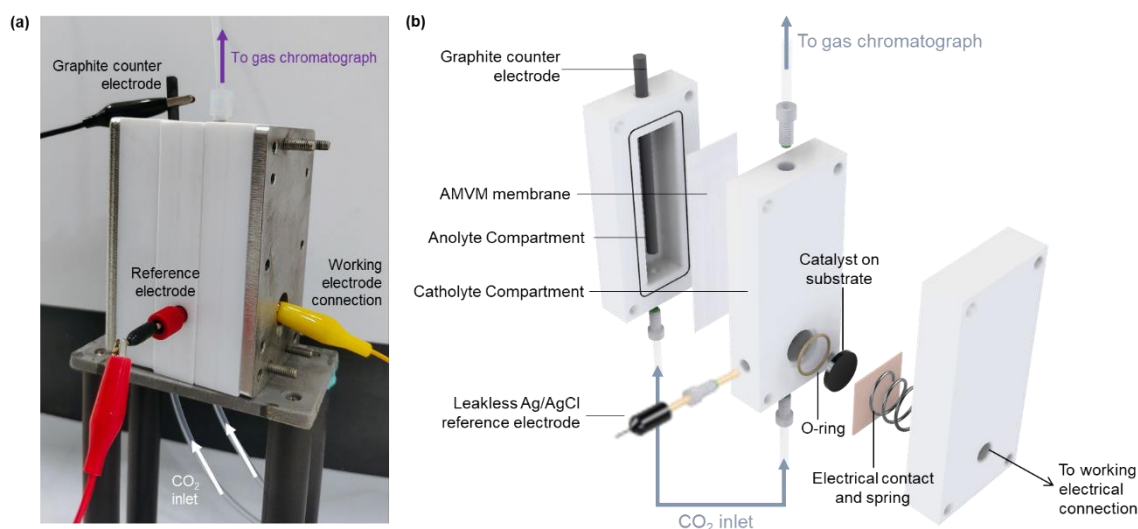 (a)
To gas chromatograph
Graphite counter
electrode
Reference
electrode
Working
electrode
connection
CO₂
inlet
(b)
To gas chromatograph
Graphite counter
electrode
AMVM membrane
Anolyte Compartment
Catholyte Compartment
Catalyst on
substrate
Leakless Ag/AgCl
reference electrode
O-ring
Electrical contact
and spring
To working
electrical
connection
CO₂ inlet